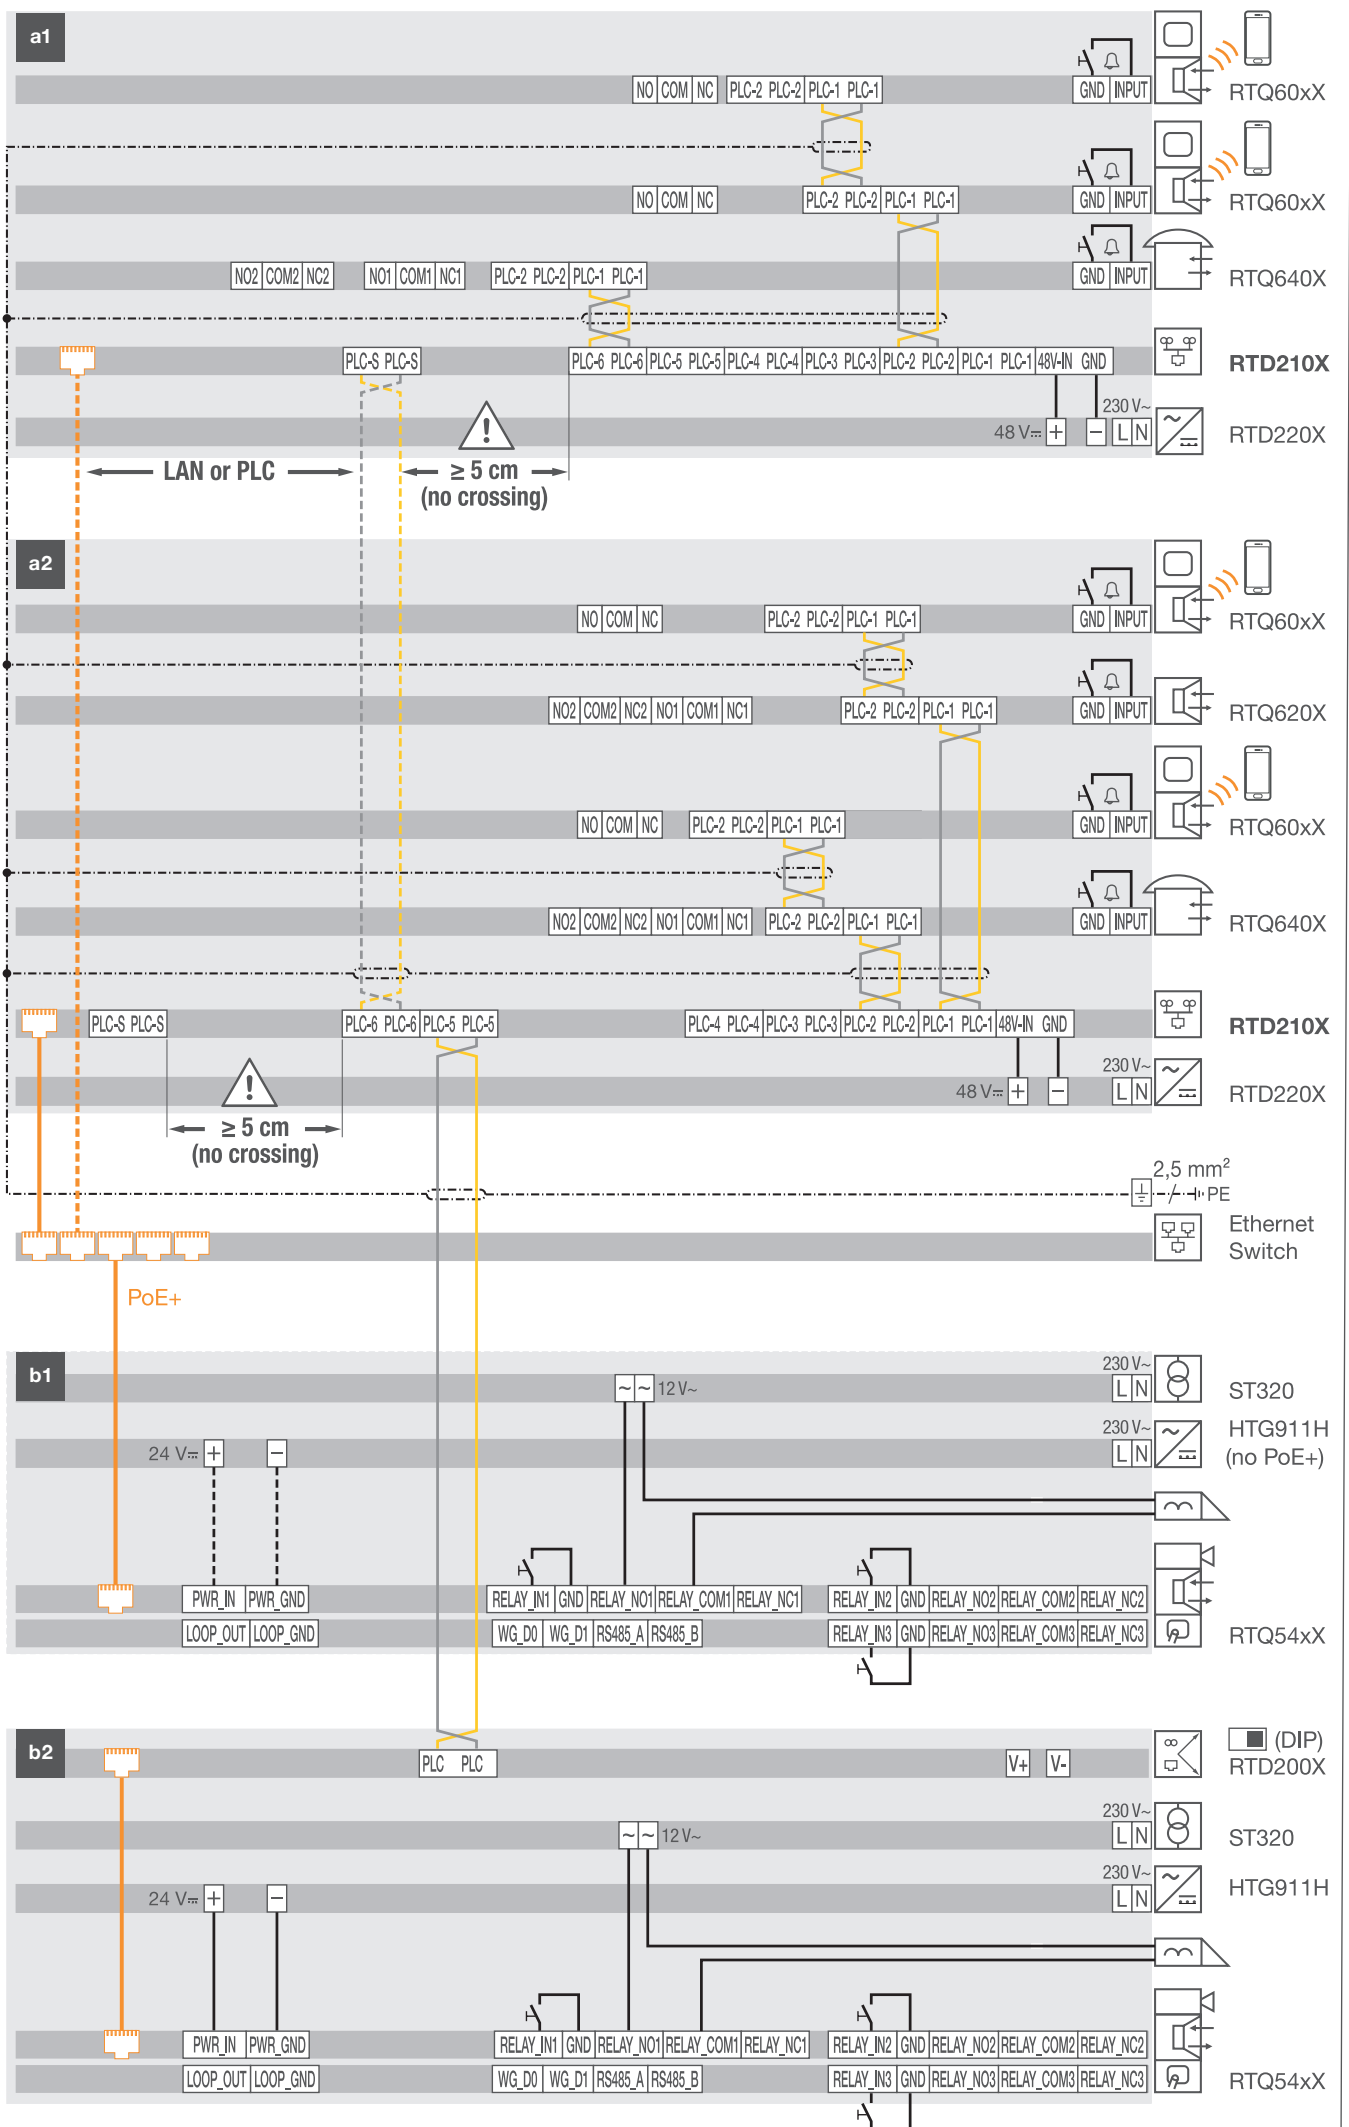 a1
NO COM NC PLC-2 PLC-2 PLC-1 PLC-1 GND INPUT RTQ60xX
NO COM NC PLC-2 PLC-2 PLC-1 PLC-1 GND INPUT RTQ60xX
NO2 COM2 NC2 NO1 COM1 NC1 PLC-2 PLC-2 PLC-1 PLC-1 GND INPUT RTQ640X
PLC-S PLC-S PLC-6 PLC-6 PLC-5 PLC-5 PLC-4 PLC-4 PLC-3 PLC-3 PLC-2 PLC-2 PLC-1 PLC-1 48V-IN GND RTD210X
230 V~
48 V⎓ + − L N RTD220X
LAN or PLC ! ≥ 5 cm
(no crossing)
a2
NO COM NC PLC-2 PLC-2 PLC-1 PLC-1 GND INPUT RTQ60xX
NO2 COM2 NC2 NO1 COM1 NC1 PLC-2 PLC-2 PLC-1 PLC-1 GND INPUT RTQ620X
NO COM NC PLC-2 PLC-2 PLC-1 PLC-1 GND INPUT RTQ60xX
NO2 COM2 NC2 NO1 COM1 NC1 PLC-2 PLC-2 PLC-1 PLC-1 GND INPUT RTQ640X
PLC-S PLC-S PLC-6 PLC-6 PLC-5 PLC-5 PLC-4 PLC-4 PLC-3 PLC-3 PLC-2 PLC-2 PLC-1 PLC-1 48V-IN GND RTD210X
230 V~
! 48 V⎓ + − L N RTD220X
≥ 5 cm
(no crossing)
2,5 mm²
PE
Ethernet
Switch
PoE+
b1
230 V~
~ ~ 12 V~ L N ST320
230 V~
24 V⎓ + − L N HTG911H
(no PoE+)
PWR_IN PWR_GND RELAY_IN1 GND RELAY_NO1 RELAY_COM1 RELAY_NC1 RELAY_IN2 GND RELAY_NO2 RELAY_COM2 RELAY_NC2
LOOP_OUT LOOP_GND WG_D0 WG_D1 RS485_A RS485_B RELAY_IN3 GND RELAY_NO3 RELAY_COM3 RELAY_NC3 RTQ54xX
b2
(DIP)
PLC PLC V+ V- RTD200X
230 V~
~ ~ 12 V~ L N ST320
230 V~
24 V⎓ + − L N HTG911H
PWR_IN PWR_GND RELAY_IN1 GND RELAY_NO1 RELAY_COM1 RELAY_NC1 RELAY_IN2 GND RELAY_NO2 RELAY_COM2 RELAY_NC2
LOOP_OUT LOOP_GND WG_D0 WG_D1 RS485_A RS485_B RELAY_IN3 GND RELAY_NO3 RELAY_COM3 RELAY_NC3 RTQ54xX